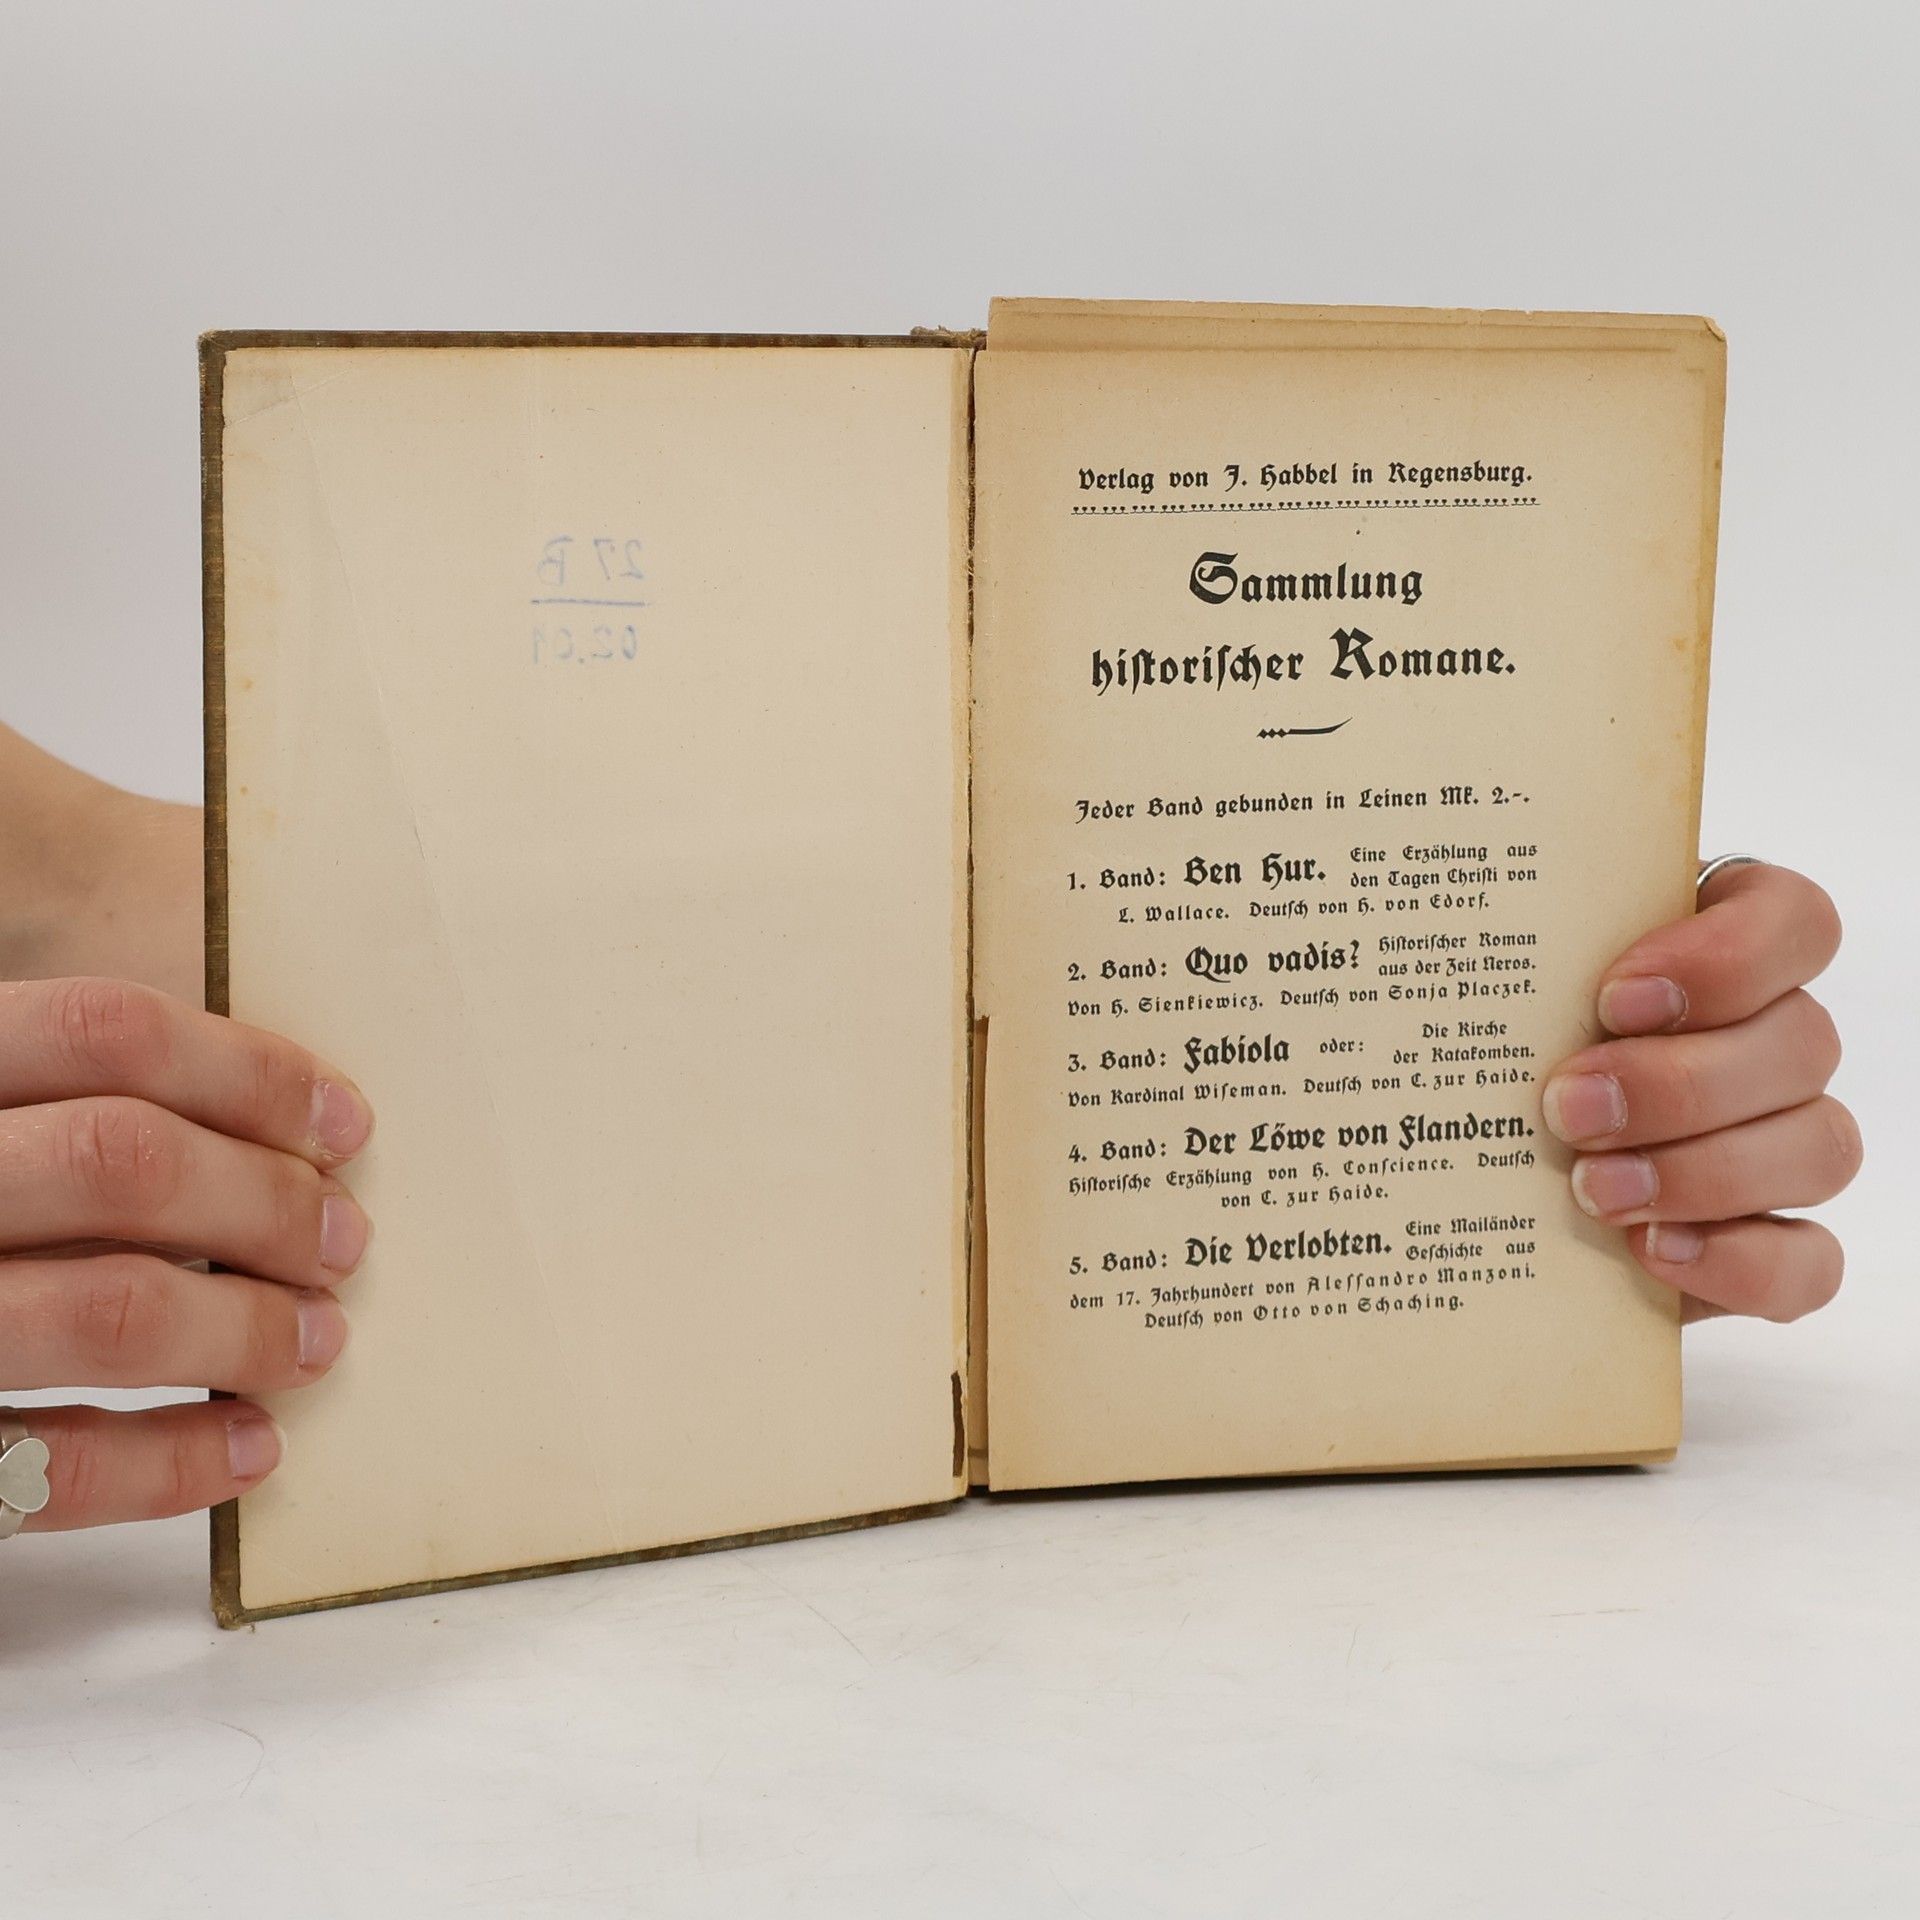 27 B
02.01
Verlag von J. Habbel in Regensburg.
Sammlung
hiſtoriſcher Romane.
Jeder Band gebunden in Leinen Mk. 2.-.
1. Band: Ben Hur. Eine Erzählung aus
den Tagen Chriſti von
L. Wallace. Deutſch von H. von Edorf.
2. Band: Quo vadis? Hiſtoriſcher Roman
aus der Zeit Neros.
Von H. Sienkiewicz. Deutſch von Sonja Placzek.
3. Band: Fabiola oder: Die Kirche
der Katakomben.
Von Kardinal Wiſeman. Deutſch von C. zur Haide.
4. Band: Der Löwe von Flandern.
Hiſtoriſche Erzählung von H. Conſcience. Deutſch
von C. zur Haide.
5. Band: Die Verlobten. Eine Mailänder
Geſchichte aus
dem 17. Jahrhundert von Aleſſandro Manzoni.
Deutſch von Otto von Schaching.